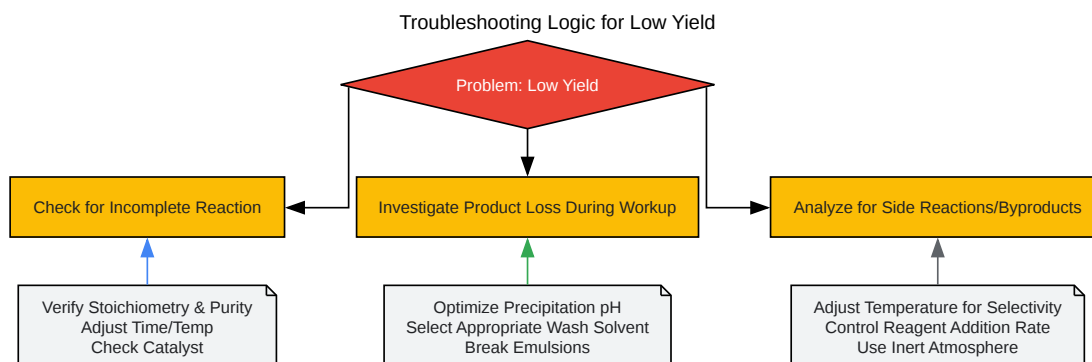 Troubleshooting Logic for Low Yield
Problem: Low Yield
Check for Incomplete Reaction
Investigate Product Loss During Workup
Analyze for Side Reactions/Byproducts
Verify Stoichiometry & Purity
Adjust Time/Temp
Check Catalyst
Optimize Precipitation pH
Select Appropriate Wash Solvent
Break Emulsions
Adjust Temperature for Selectivity
Control Reagent Addition Rate
Use Inert Atmosphere